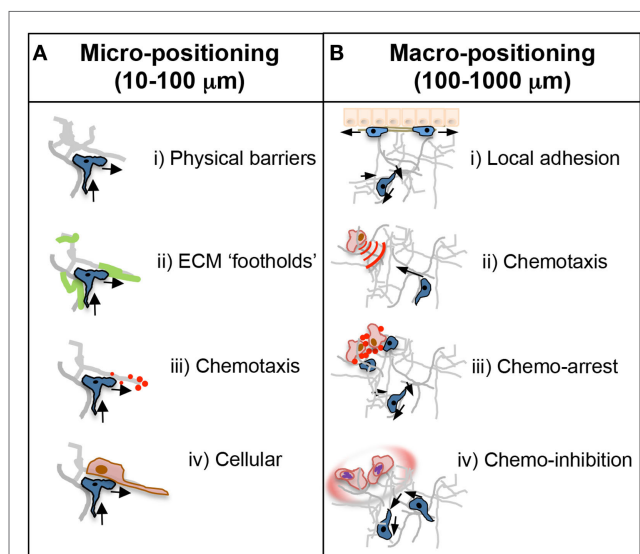 A Micro-positioning
(10-100 μm)
i) Physical barriers
ii) ECM ‘footholds’
iii) Chemotaxis
iv) Cellular
B Macro-positioning
(100-1000 μm)
i) Local adhesion
ii) Chemotaxis
iii) Chemo-arrest
iv) Chemo-inhibition